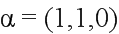 α = (1,1,0)